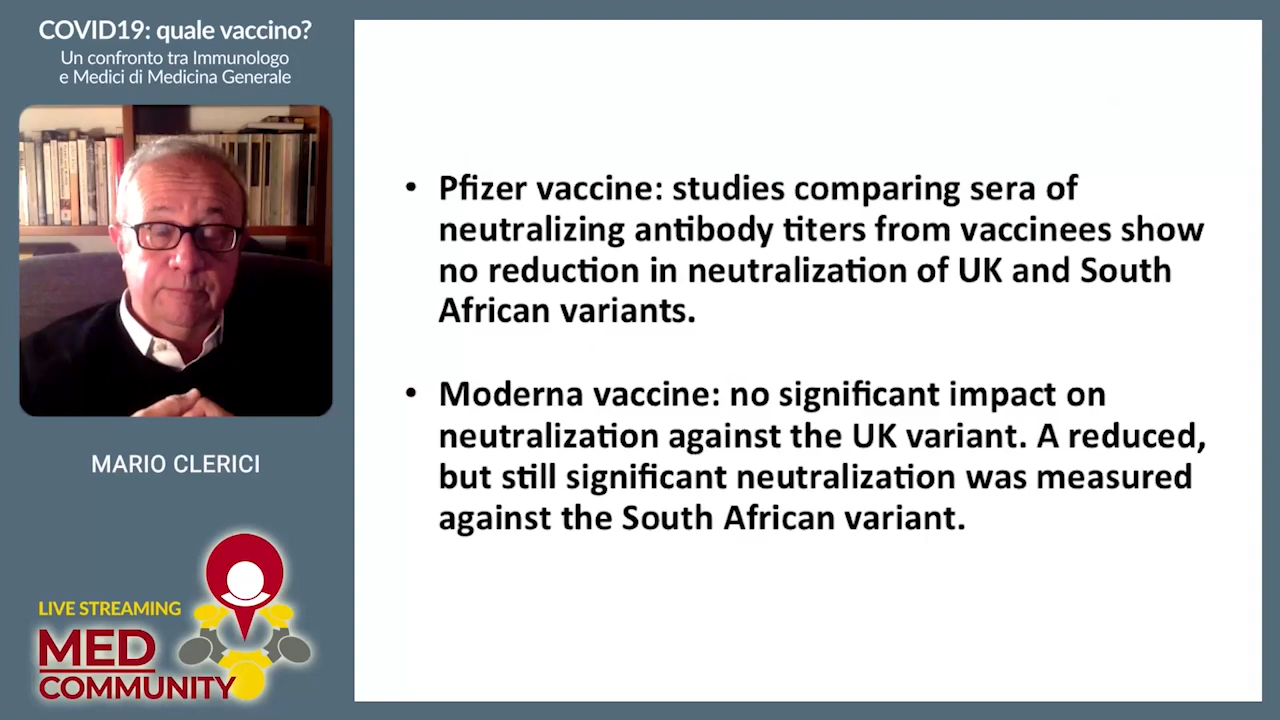 COVID19: quale vaccino?
Un confronto tra Immunologo
e Medici di Medicina Generale
MARIO CLERICI
LIVE STREAMING
MED
COMMUNITY
• Pfizer vaccine: studies comparing sera of
neutralizing antibody titers from vaccinees show
no reduction in neutralization of UK and South
African variants.
• Moderna vaccine: no significant impact on
neutralization against the UK variant. A reduced,
but still significant neutralization was measured
against the South African variant.